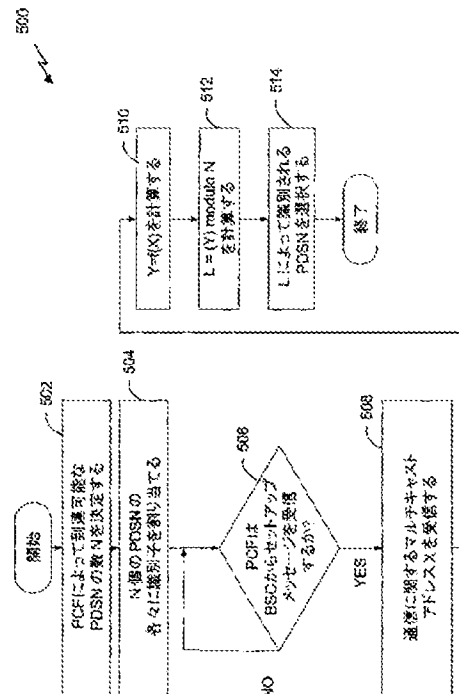 500
開始
502
PCFによって到達可能な
PDSNの数Nを決定する
504
N個のPDSNの
各々に識別子を割り当てる
506
PCFは
BSCからセットアップ
メッセージを受信
するか?
NO
YES
508
通信に関するマルチキャスト
アドレスXを受信する
510
Y=f(X)を計算する
512
L = (Y) modulo N
を計算する
514
Lによって識別される
PDSNを選択する
終了